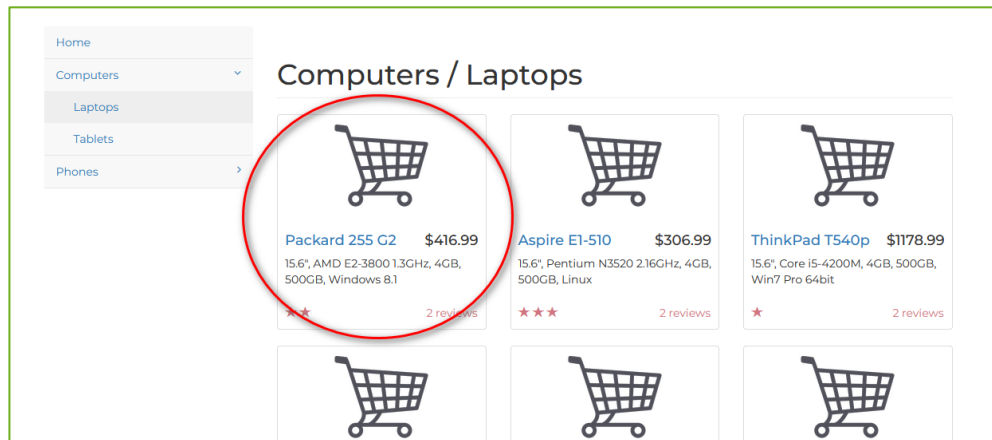 Home
Computers
Laptops
Tablets
Phones
Computers / Laptops
Packard 255 G2 $416.99
15.6", AMD E2-3800 1.3GHz, 4GB,
500GB, Windows 8.1
2 reviews
Aspire E1-510 $306.99
15.6", Pentium N3520 2.16GHz, 4GB,
500GB, Linux
2 reviews
ThinkPad T540p $1178.99
15.6", Core i5-4200M, 4GB, 500GB,
Win7 Pro 64bit
2 reviews